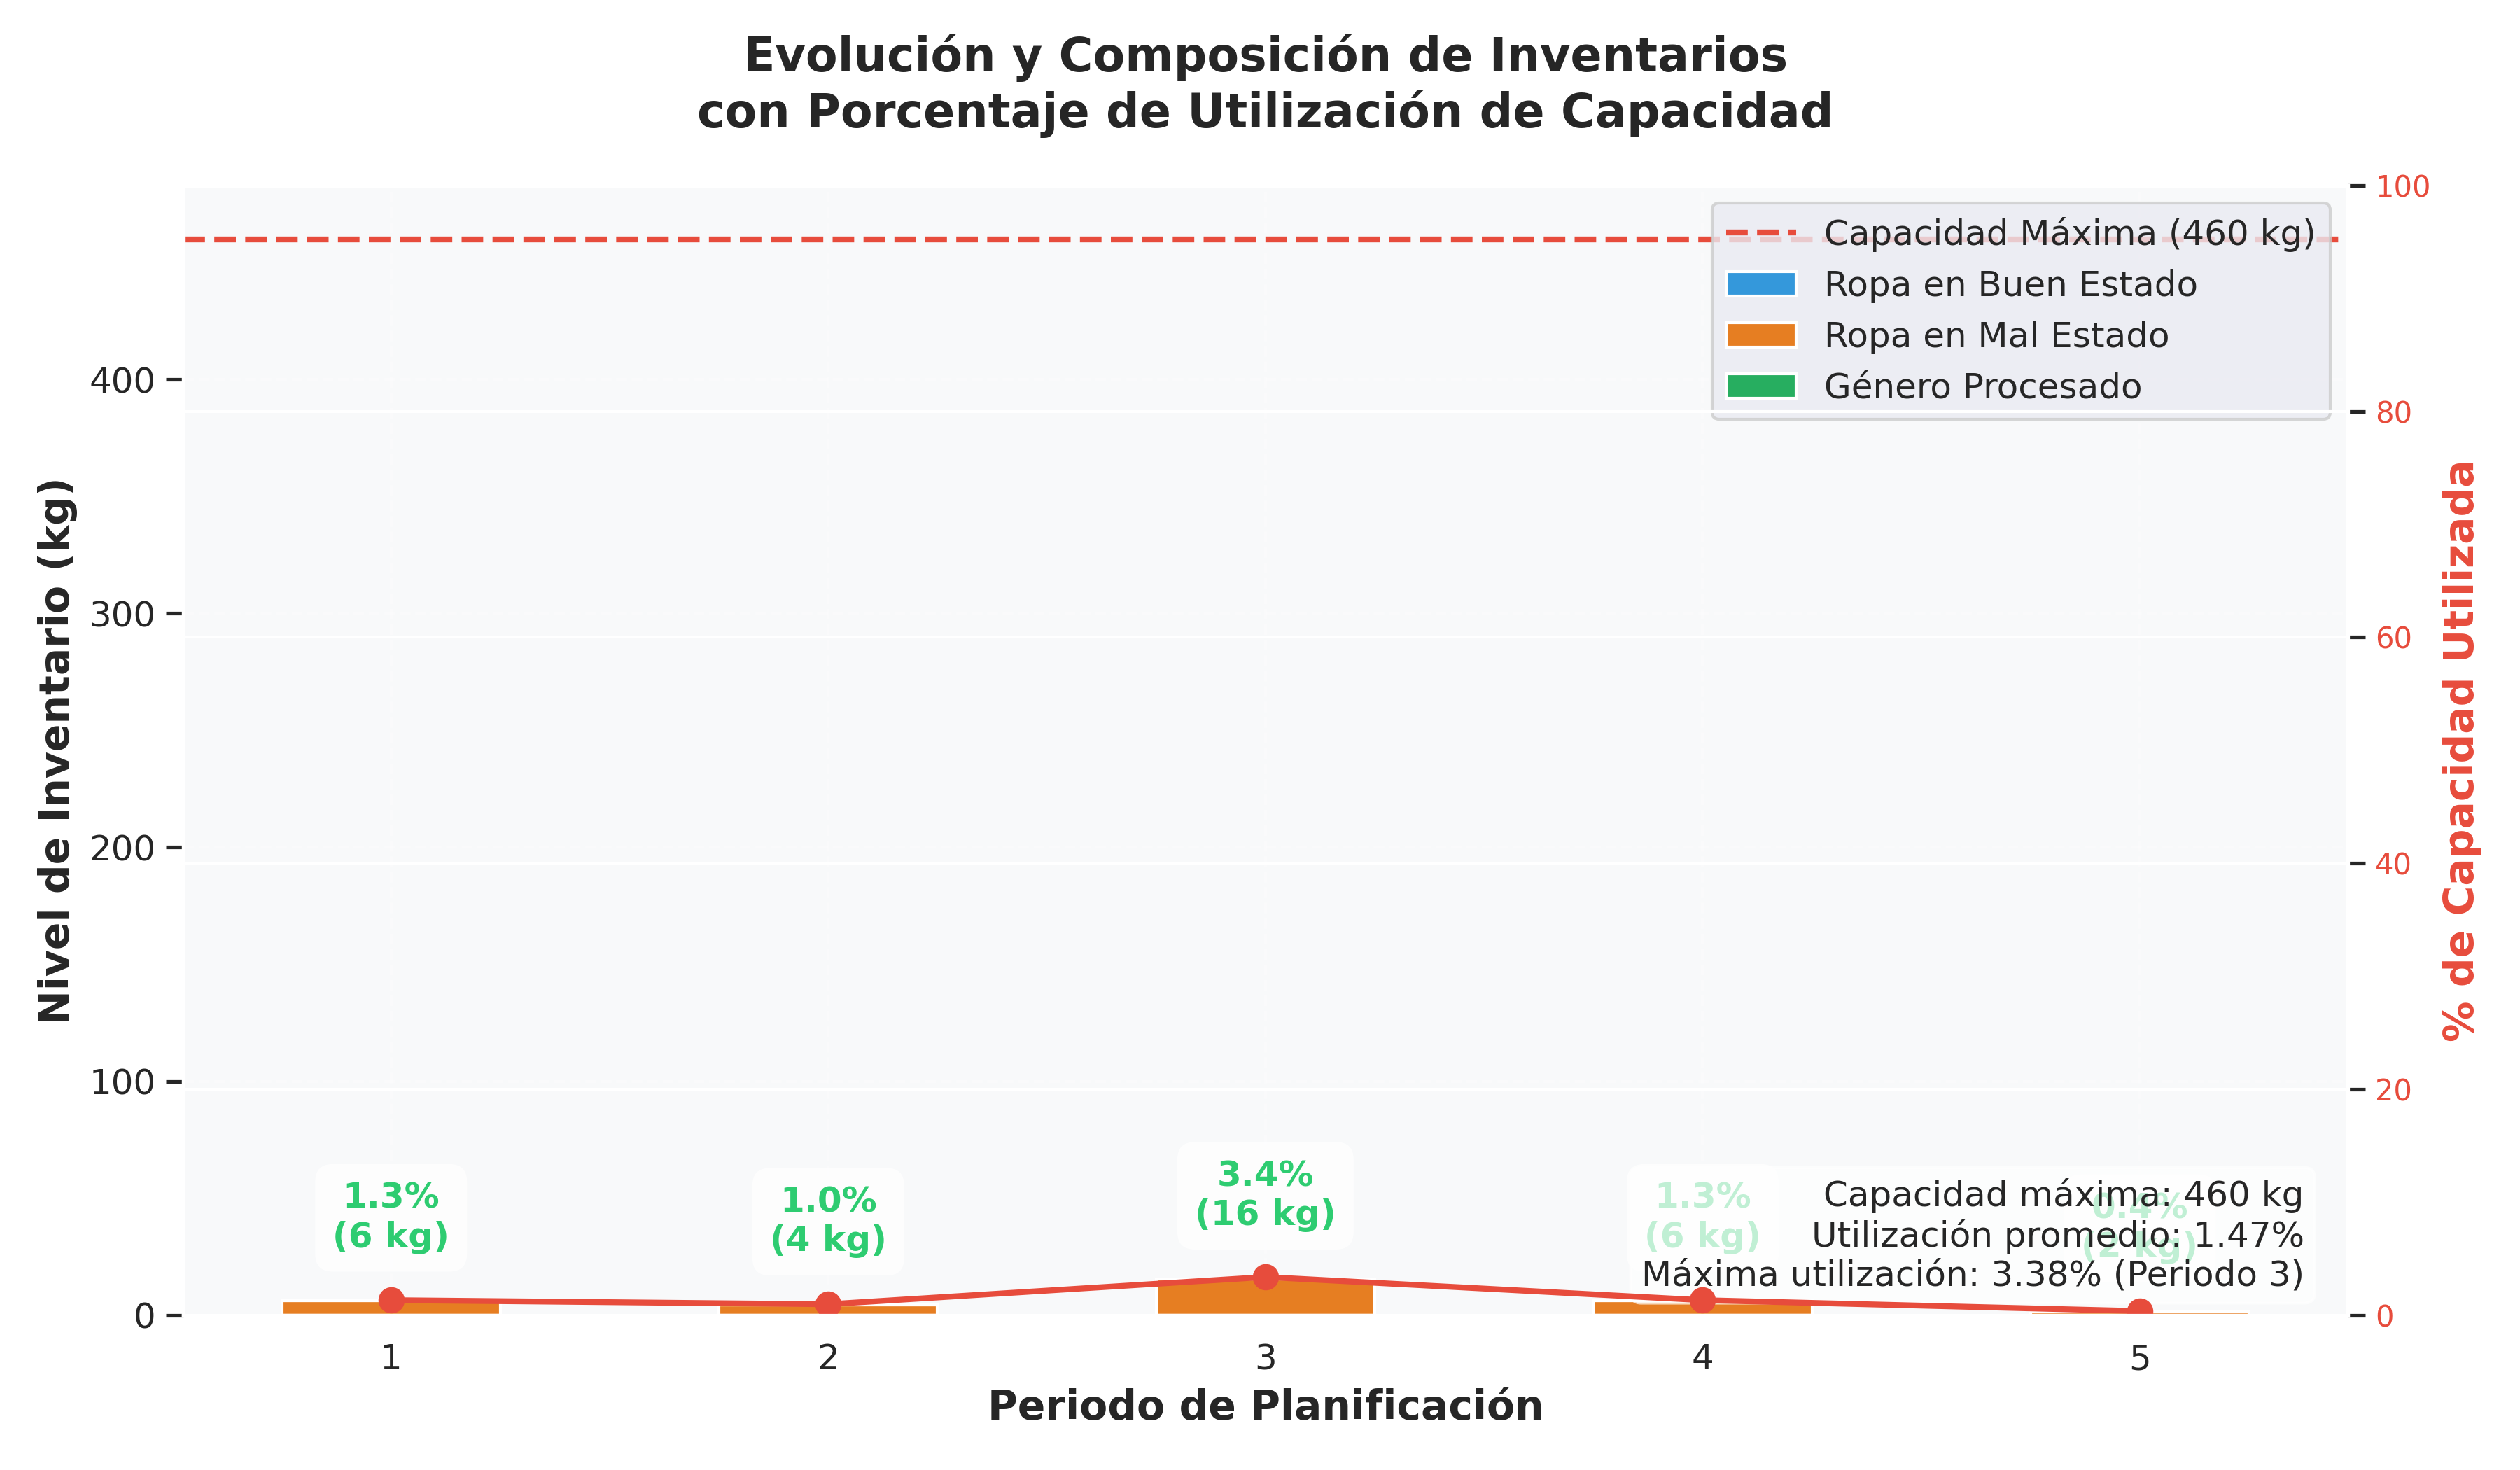 Evolución y Composición de Inventarios
con Porcentaje de Utilización de Capacidad
Nivel de Inventario (kg)
400
300
200
100
0
Capacidad Máxima (460 kg)
Ropa en Buen Estado
Ropa en Mal Estado
Género Procesado
100
80
60
40
20
0
% de Capacidad Utilizada
1.3%
(6 kg)
1.0%
(4 kg)
3.4%
(16 kg)
1.3%
(6 kg)
0.4%
(2 kg)
Capacidad máxima: 460 kg
Utilización promedio: 1.47%
Máxima utilización: 3.38% (Periodo 3)
1
2
3
4
5
Periodo de Planificación